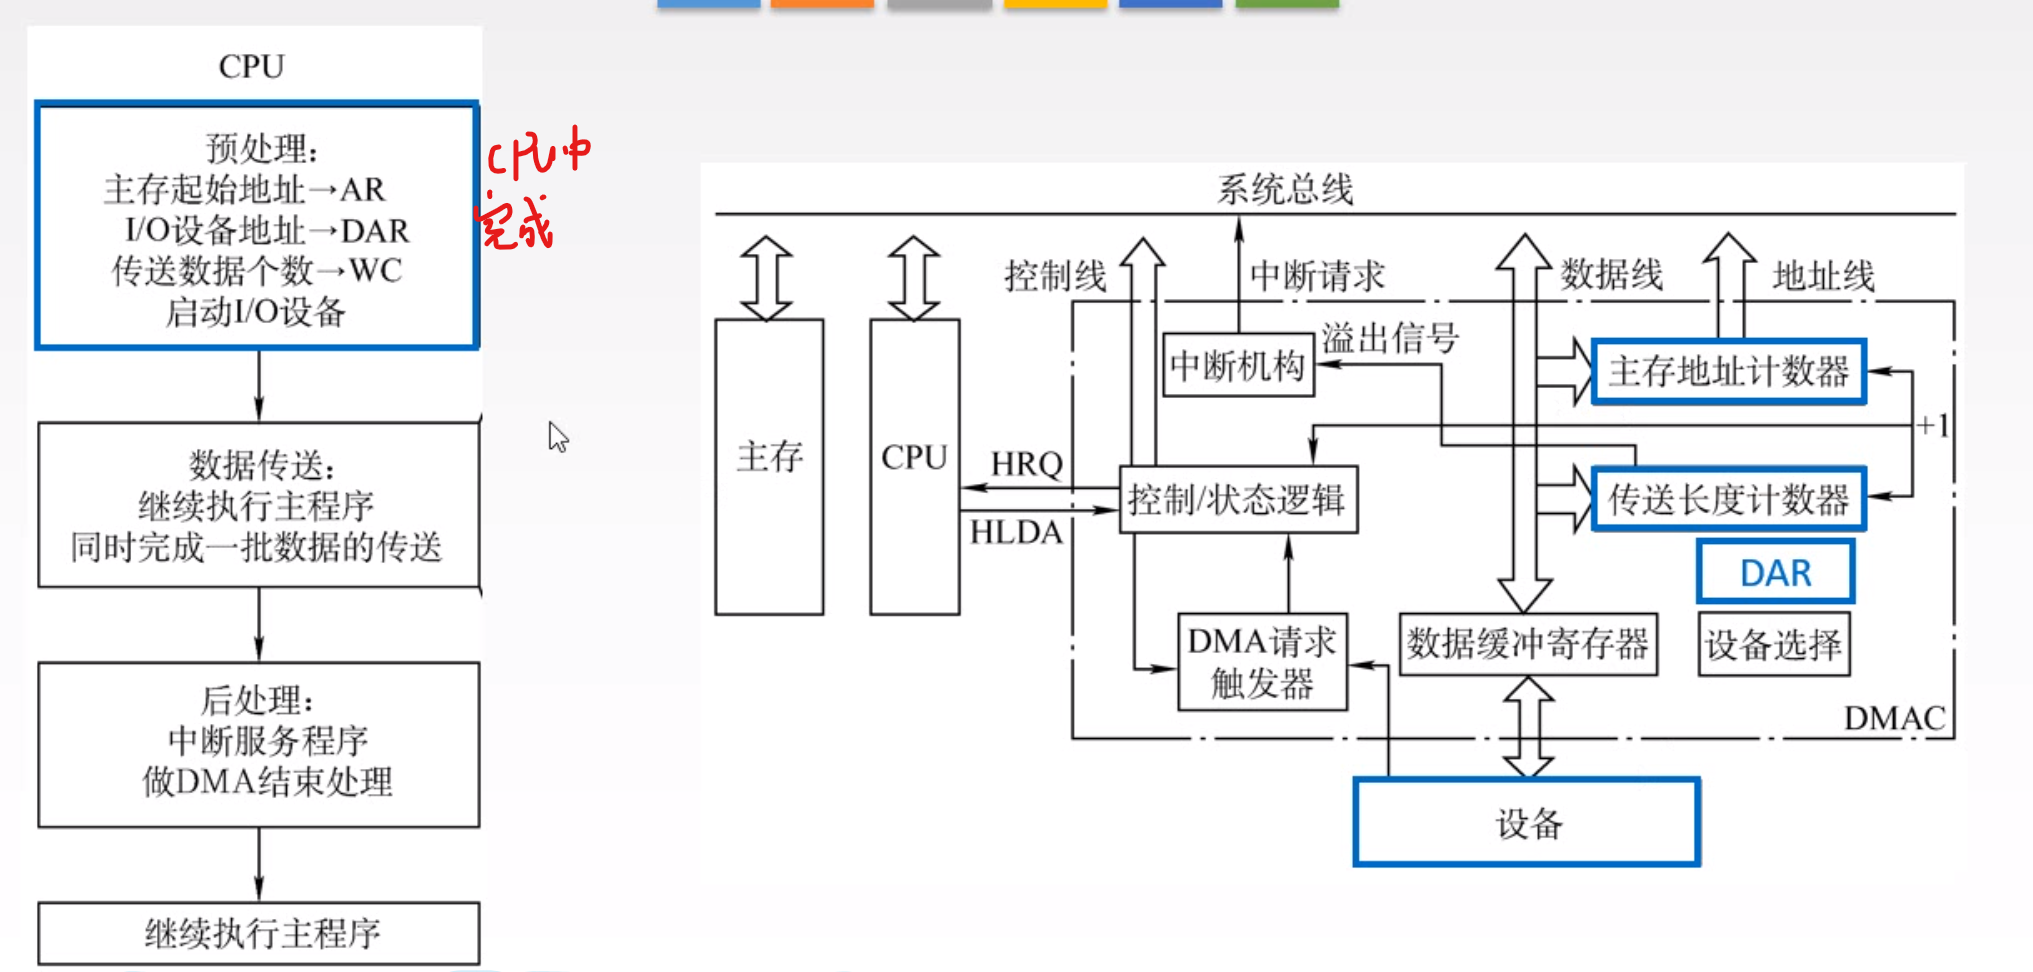 CPU
预处理：
主存起始地址→AR
I/O设备地址→DAR
传送数据个数→WC
启动I/O设备
CPU中
完成
数据传送：
继续执行主程序
同时完成一批数据的传送
后处理：
中断服务程序
做DMA结束处理
继续执行主程序
系统总线
控制线
中断请求
数据线
地址线
溢出信号
中断机构
主存地址计数器
+1
主存
CPU
HRQ
HLDA
控制/状态逻辑
传送长度计数器
DAR
DMA请求
触发器
数据缓冲寄存器
设备选择
DMAC
设备